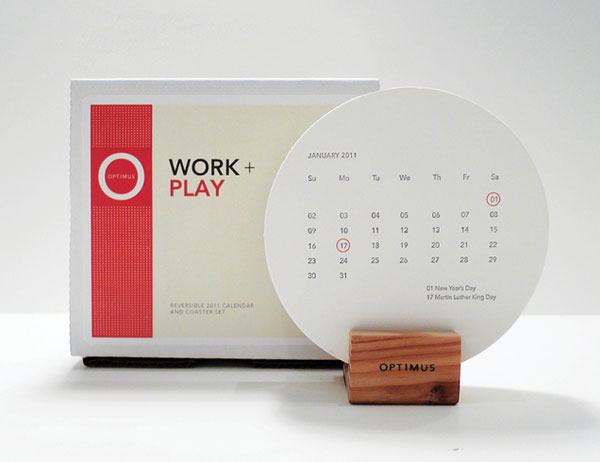 OPTIMUS
WORK +
PLAY
REVERSIBLE 2011 CALENDAR
AND COASTER SET
JANUARY 2011
Su Mo Tu We Th Fr Sa
01
02 03 04 05 06 07 08
09 10 11 12 13 14 15
16 17 18 19 20 21 22
23 24 25 26 27 28 29
30 31
01 New Year's Day
17 Martin Luther King Day
OPTIMUS